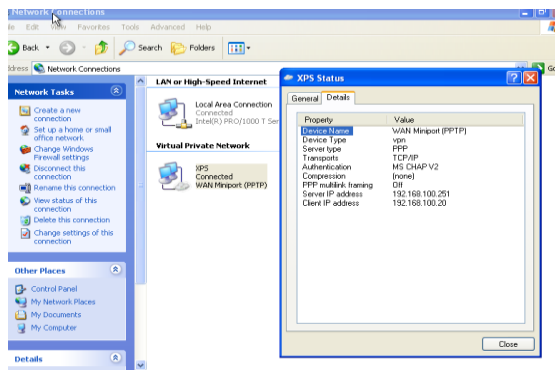 Network Connections
File Edit View Favorites Tools Advanced Help
Back Search Folders
Address Network Connections Go
Network Tasks
Create a new
connection
Set up a home or small
office network
Change Windows
Firewall settings
Disconnect this
connection
Rename this connection
View status of this
connection
Delete this connection
Change settings of this
connection
Other Places
Control Panel
My Network Places
My Documents
My Computer
Details
LAN or High-Speed Internet
Local Area Connection
Connected
Intel(R) PRO/1000 T Ser
Virtual Private Network
XPS
Connected
WAN Miniport (PPTP)
XPS Status
General Details
Property Value
Device Name WAN Miniport (PPTP)
Device Type vpn
Server type PPP
Transports TCP/IP
Authentication MS CHAP V2
Compression (none)
PPP multilink framing Off
Server IP address 192.168.100.251
Client IP address 192.168.100.20
Close